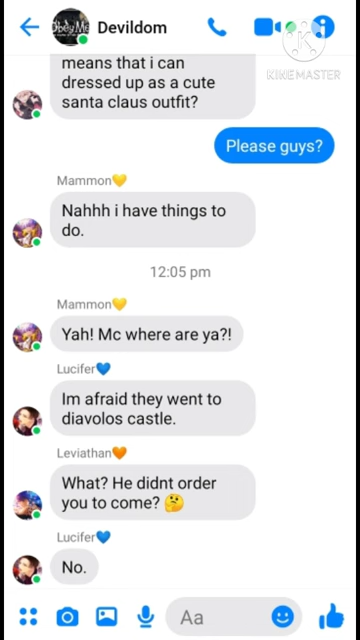 Obey Me
Devildom
KINEMASTER
means that i can
dressed up as a cute
santa claus outfit?
Please guys?
Mammon💛
Nahhh i have things to
do.
12:05 pm
Mammon💛
Yah! Mc where are ya?!
Lucifer💙
Im afraid they went to
diavolos castle.
Leviathan🧡
What? He didnt order
you to come? 🤔
Lucifer💙
No.
Aa